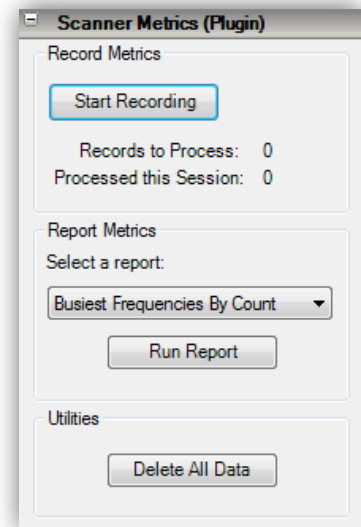 Scanner Metrics (Plugin)
Record Metrics
Start Recording
Records to Process: 0
Processed this Session: 0
Report Metrics
Select a report:
Busiest Frequencies By Count
Run Report
Utilities
Delete All Data